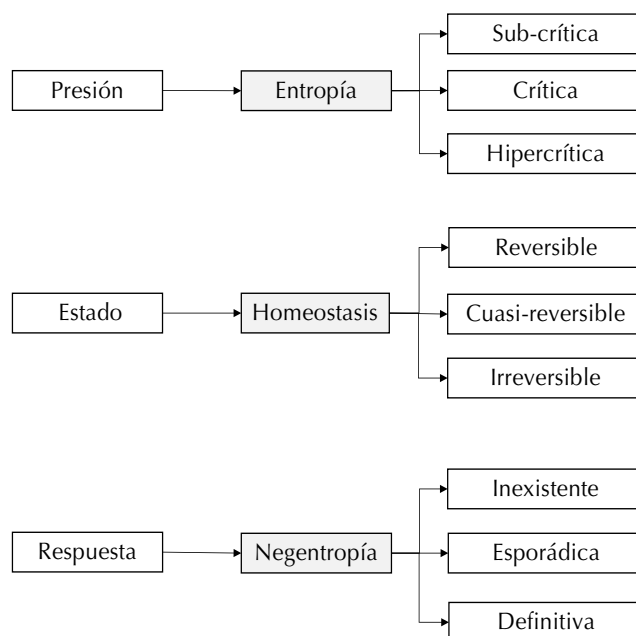 Sub-crítica
Presión
Entropía
Crítica
Hipercrítica
Reversible
Estado
Homeostasis
Cuasi-reversible
Irreversible
Inexistente
Respuesta
Negentropía
Esporádica
Definitiva